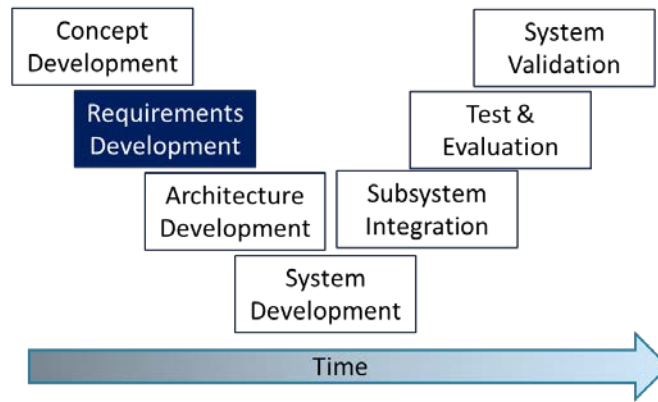 Concept
Development
System
Validation
Requirements
Development
Test &
Evaluation
Architecture
Development
Subsystem
Integration
System
Development
Time